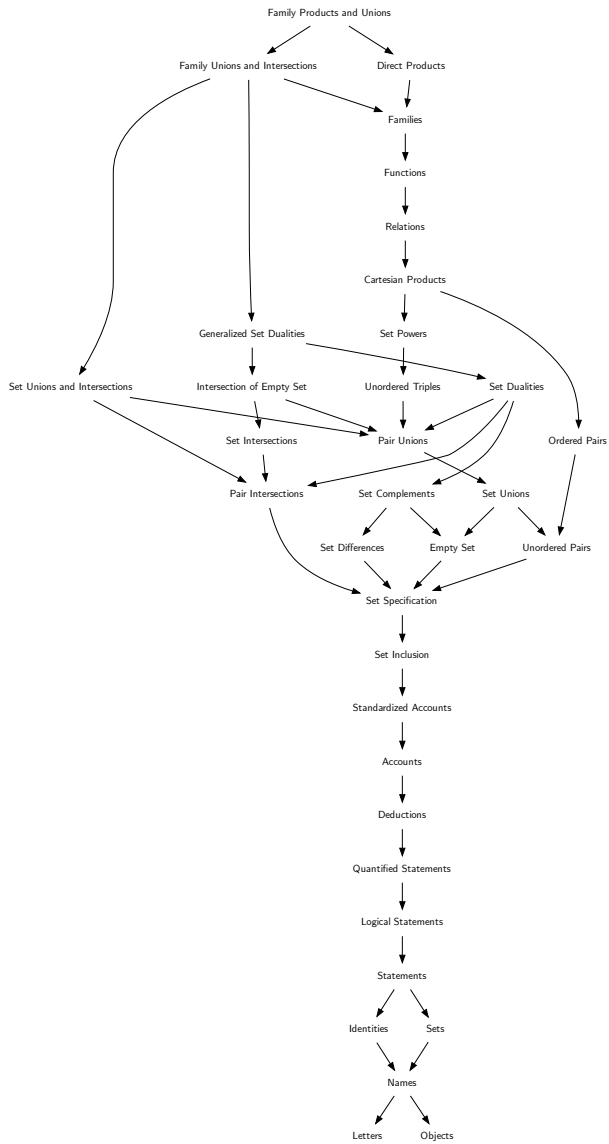 Family Products and Unions
Family Unions and Intersections
Direct Products
Families
Functions
Relations
Cartesian Products
Generalized Set Dualities
Set Powers
Set Unions and Intersections
Intersection of Empty Set
Unordered Triples
Set Dualities
Set Intersections
Pair Unions
Ordered Pairs
Pair Intersections
Set Complements
Set Unions
Set Differences
Empty Set
Unordered Pairs
Set Specification
Set Inclusion
Standardized Accounts
Accounts
Deductions
Quantified Statements
Logical Statements
Statements
Identities
Sets
Names
Letters
Objects